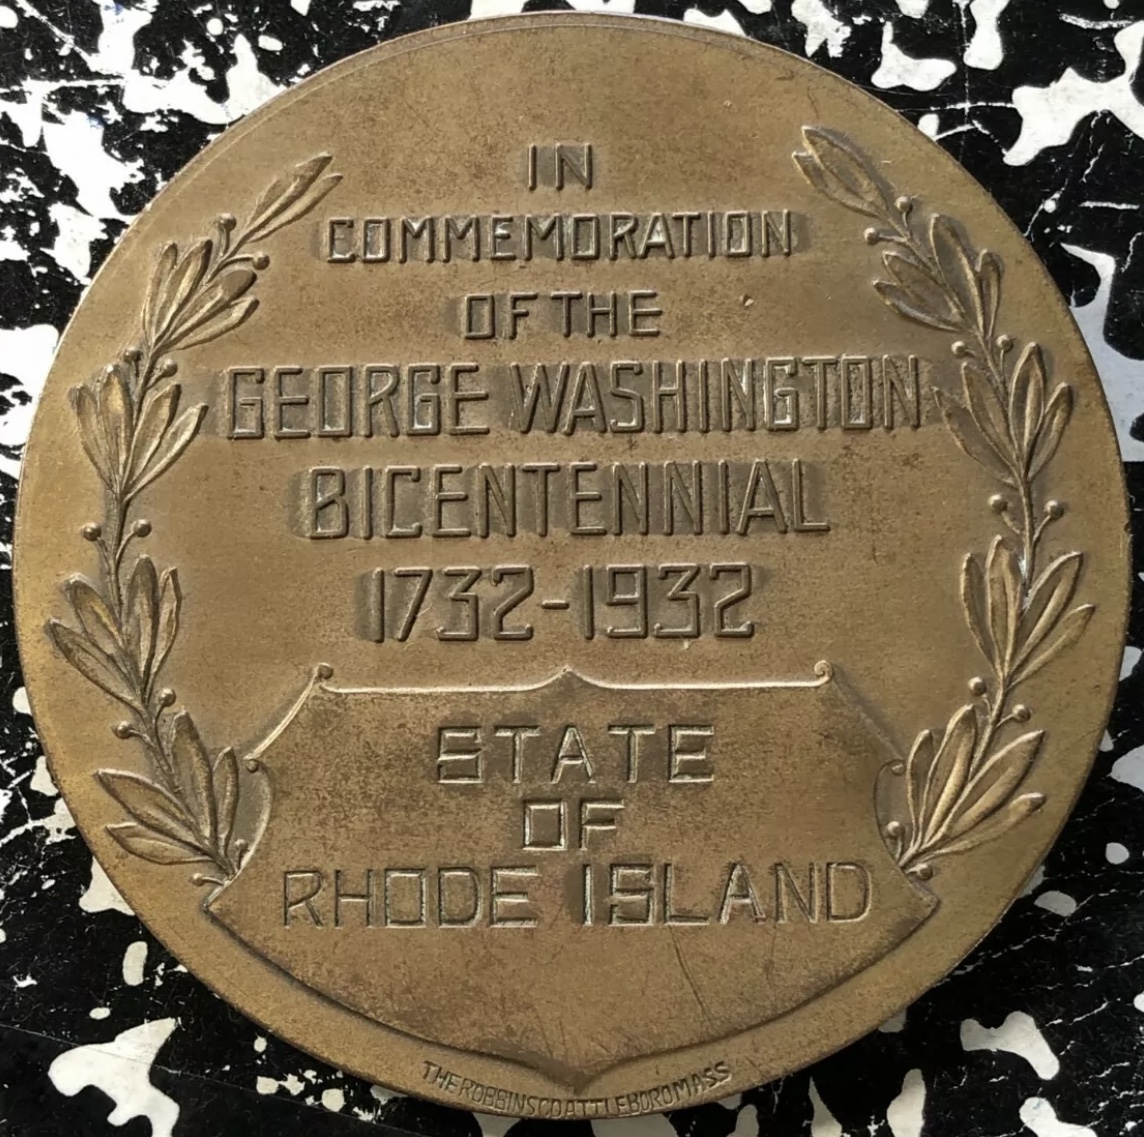 IN
COMMEMORATION
OF THE
GEORGE WASHINGTON
BICENTENNIAL
1732-1932
STATE
OF
RHODE ISLAND
THE ROBBINS CO ATTLEBORO MASS